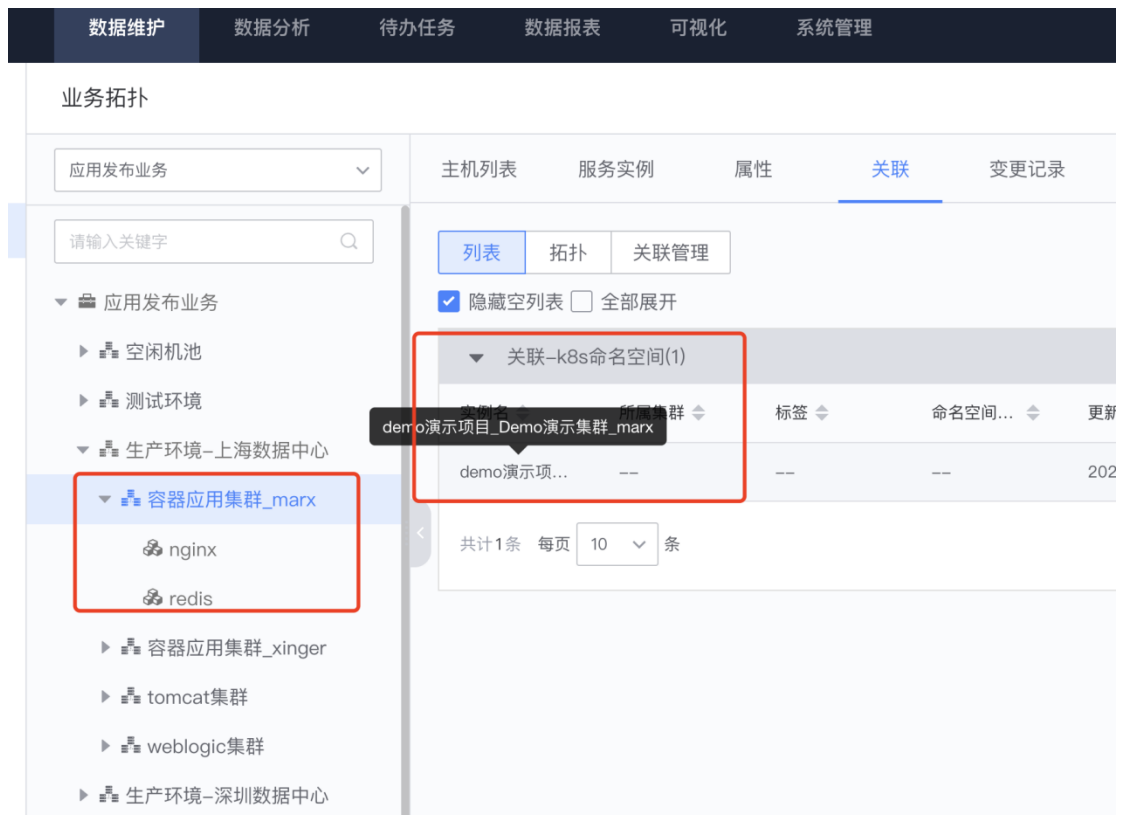 数据维护 数据分析 待办任务 数据报表 可视化 系统管理
业务拓扑
应用发布业务
主机列表 服务实例 属性 关联 变更记录
请输入关键字
列表 拓扑 关联管理
应用发布业务
隐藏空列表 全部展开
空闲机池
关联-k8s命名空间(1)
测试环境
实例名 所属集群 标签 命名空间... 更新
demo演示项目_Demo演示集群_marx
生产环境-上海数据中心
demo演示项... -- -- -- 202
容器应用集群_marx
nginx
共计1条 每页 10 条
redis
容器应用集群_xinger
tomcat集群
weblogic集群
生产环境-深圳数据中心